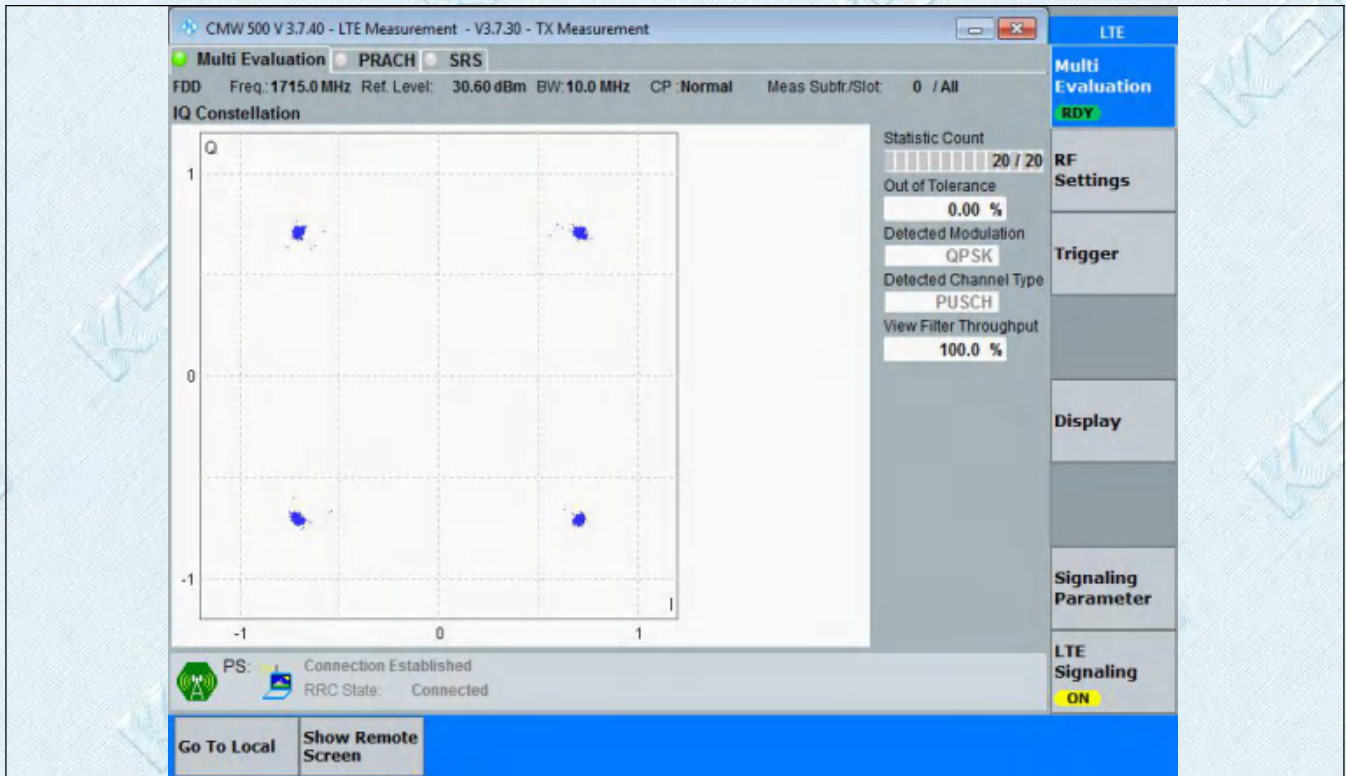 CMW 500 V 3.7.40 - LTE Measurement - V3.7.30 - TX Measurement
LTE
Multi Evaluation PRACH SRS
FDD Freq.: 1715.0 MHz Ref. Level: 30.60 dBm BW: 10.0 MHz CP :Normal Meas Subfr./Slot: 0 / All
IQ Constellation
Multi
Evaluation
RDY
Q
1
0
-1
I
-1 0 1
Statistic Count
20 / 20
Out of Tolerance
0.00 %
Detected Modulation
QPSK
Detected Channel Type
PUSCH
View Filter Throughput
100.0 %
RF
Settings
Trigger
Display
Signaling
Parameter
LTE
Signaling
ON
PS: Connection Established
RRC State: Connected
Go To Local
Show Remote
Screen